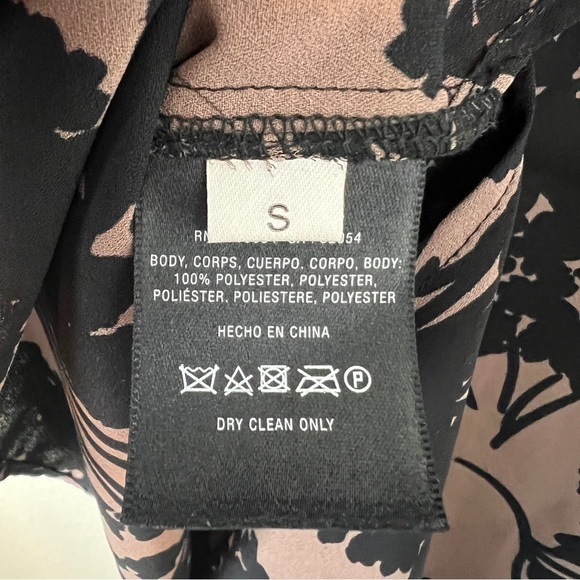 S
BODY, CORPS, CUERPO, CORPO, BODY:
100% POLYESTER, POLYESTER,
POLIÉSTER, POLIESTERE, POLYESTER
HECHO EN CHINA
P
DRY CLEAN ONLY